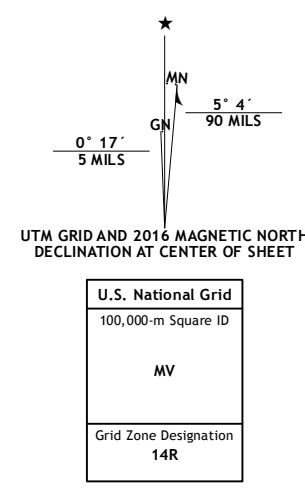 ★
MN
GN
5° 4´
90 MILS
0° 17´
5 MILS
UTM GRID AND 2016 MAGNETIC NORTH
DECLINATION AT CENTER OF SHEET
U.S. National Grid
100,000-m Square ID
MV
Grid Zone Designation
14R